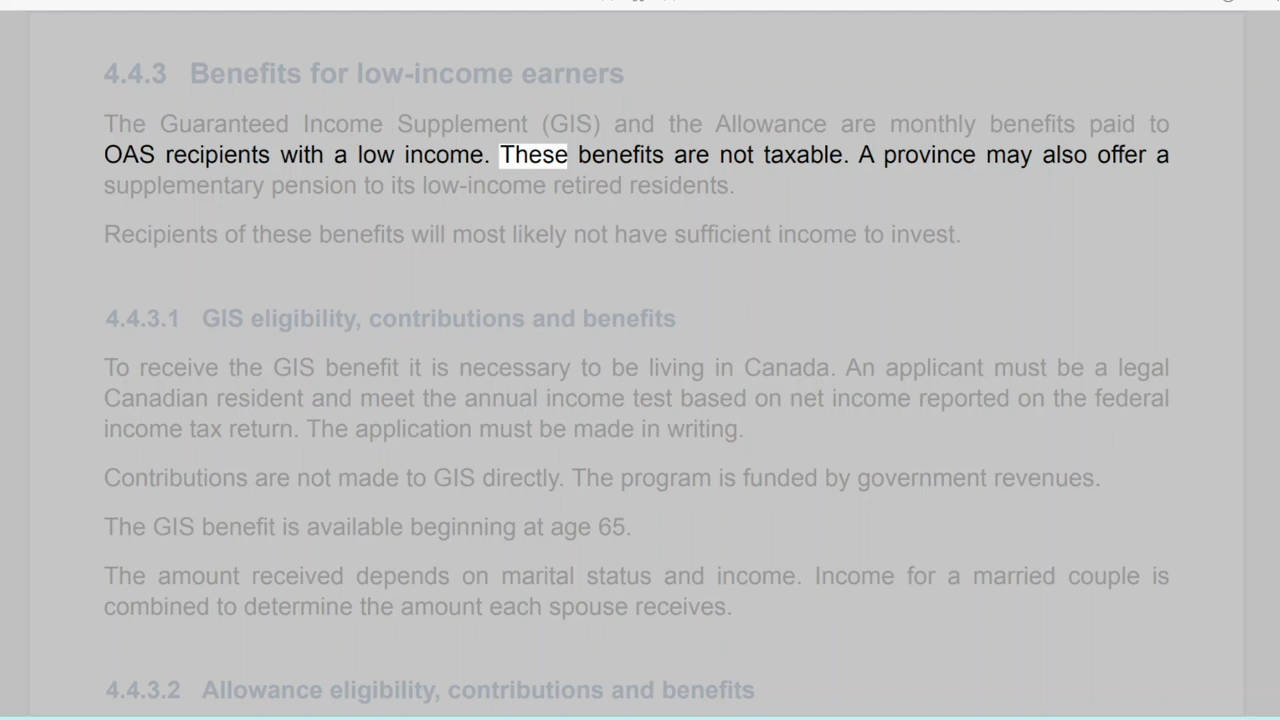 4.4.3 Benefits for low-income earners
The Guaranteed Income Supplement (GIS) and the Allowance are monthly benefits paid to
OAS recipients with a low income. These benefits are not taxable. A province may also offer a
supplementary pension to its low-income retired residents.
Recipients of these benefits will most likely not have sufficient income to invest.
4.4.3.1 GIS eligibility, contributions and benefits
To receive the GIS benefit it is necessary to be living in Canada. An applicant must be a legal
Canadian resident and meet the annual income test based on net income reported on the federal
income tax return. The application must be made in writing.
Contributions are not made to GIS directly. The program is funded by government revenues.
The GIS benefit is available beginning at age 65.
The amount received depends on marital status and income. Income for a married couple is
combined to determine the amount each spouse receives.
4.4.3.2 Allowance eligibility, contributions and benefits